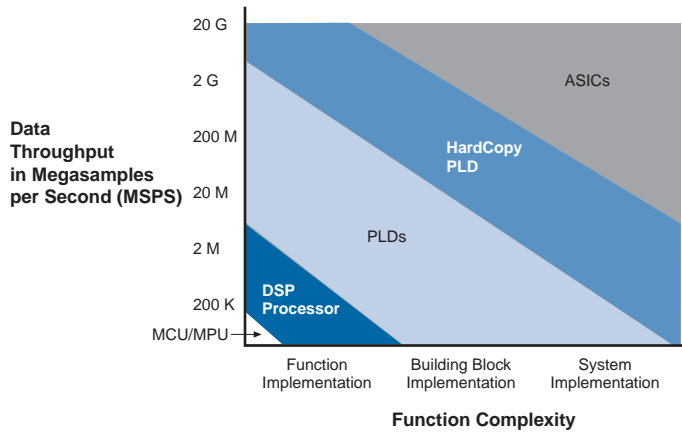 20 G
2 G
200 M
20 M
2 M
200 K
MCU/MPU
Data
Throughput
in Megasamples
per Second (MSPS)
ASICs
HardCopy
PLD
PLDs
DSP
Processor
Function
Implementation
Building Block
Implementation
System
Implementation
Function Complexity